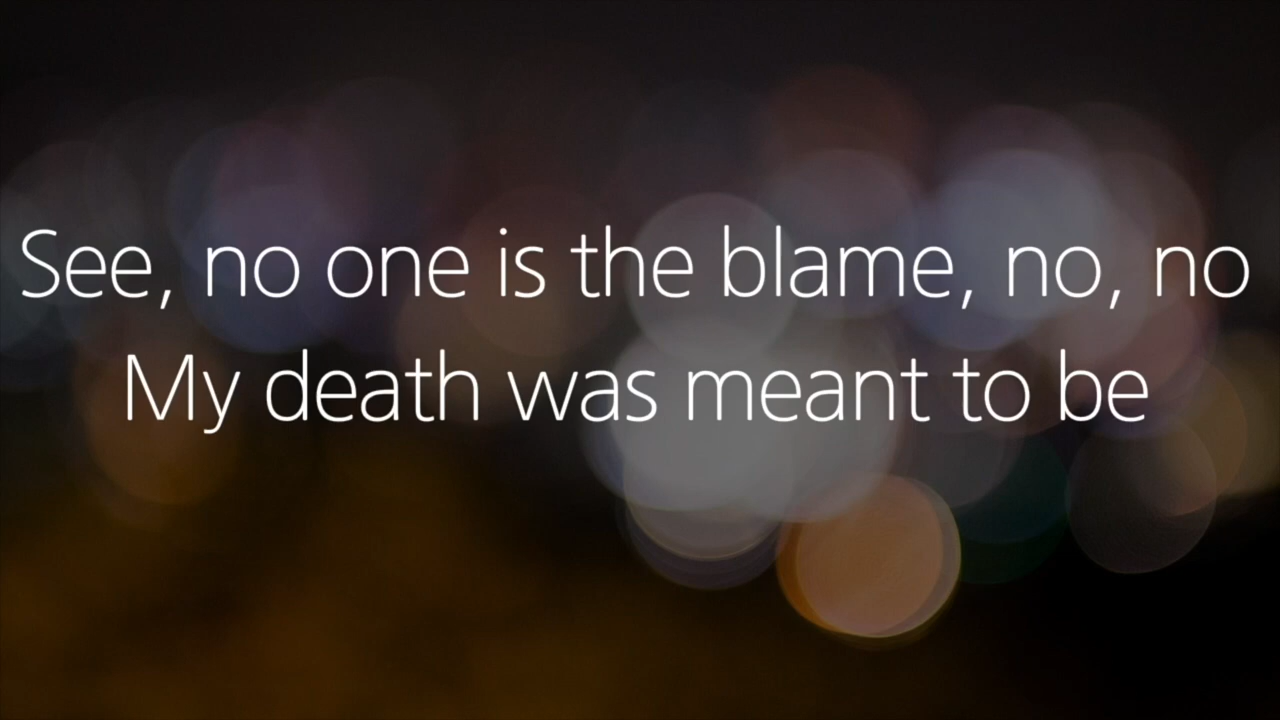 See, no one is the blame, no, no
My death was meant to be